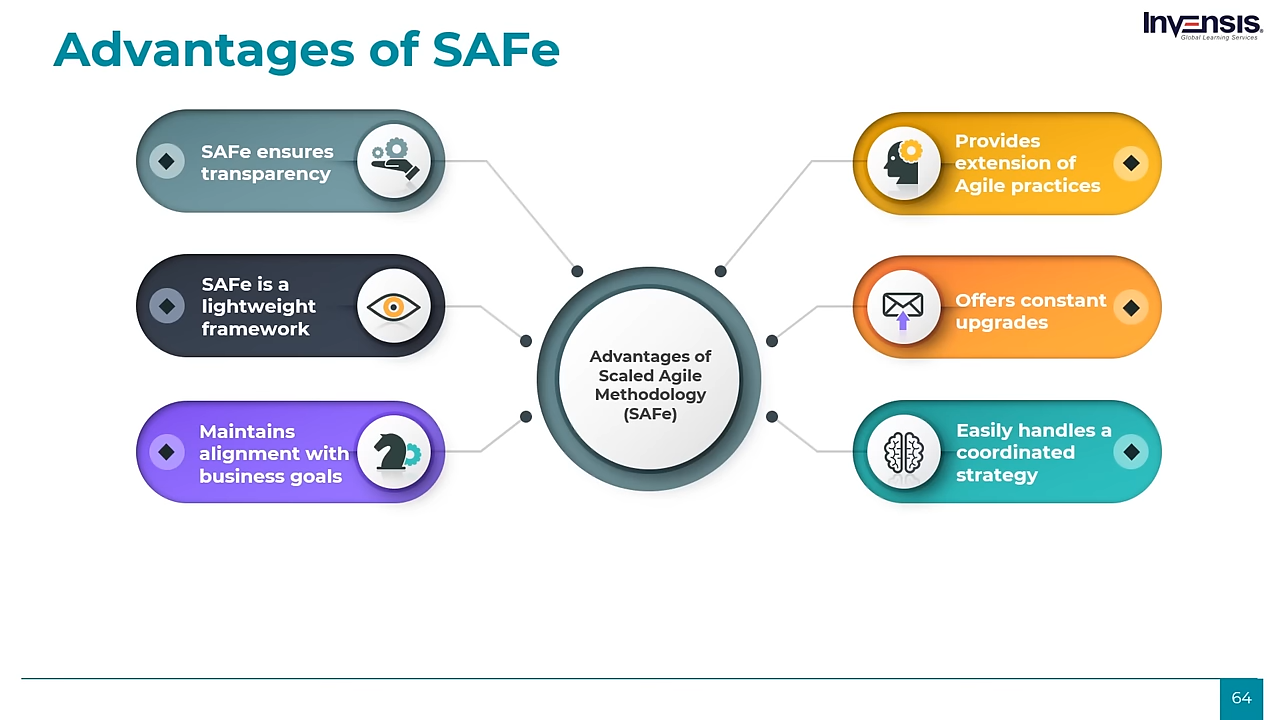 Advantages of SAFe
Invensis
Global Learning Services
SAFe ensures
transparency
SAFe is a
lightweight
framework
Maintains
alignment with
business goals
Advantages of
Scaled Agile
Methodology
(SAFe)
Provides
extension of
Agile practices
Offers constant
upgrades
Easily handles a
coordinated
strategy
64